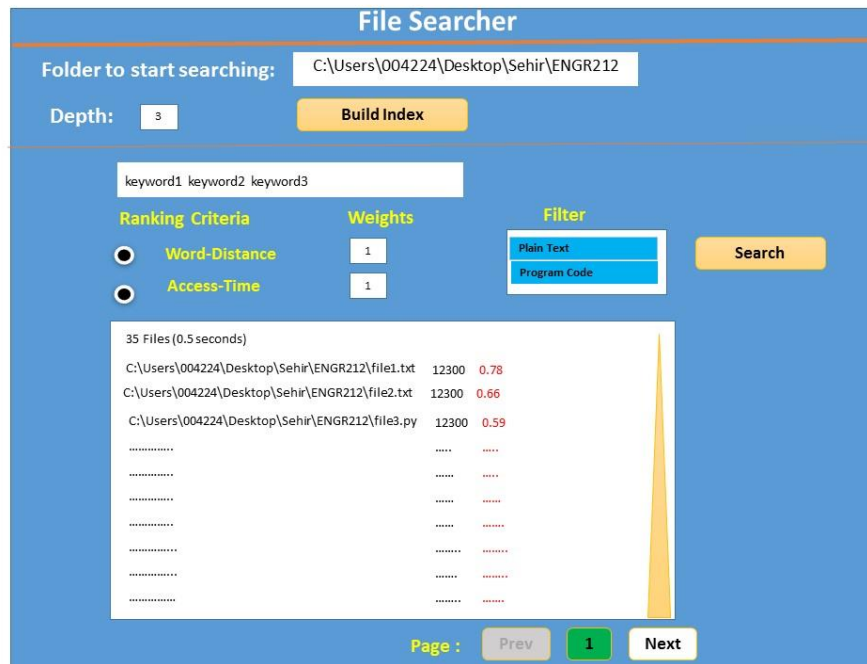 File Searcher
Folder to start searching: C:\Users\004224\Desktop\Sehir\ENGR212
Depth: 3 Build Index
keyword1 keyword2 keyword3
Ranking Criteria Weights Filter
Word-Distance 1 Plain Text
Search
Access-Time 1 Program Code
35 Files (0.5 seconds)
C:\Users\004224\Desktop\Sehir\ENGR212\file1.txt 12300 0.78
C:\Users\004224\Desktop\Sehir\ENGR212\file2.txt 12300 0.66
C:\Users\004224\Desktop\Sehir\ENGR212\file3.py 12300 0.59
.............. ..... .....
.............. ...... .....
.............. ...... ......
.............. ...... .......
............... ........ ........
............... ....... ........
............... ........ .......
Page : Prev 1 Next